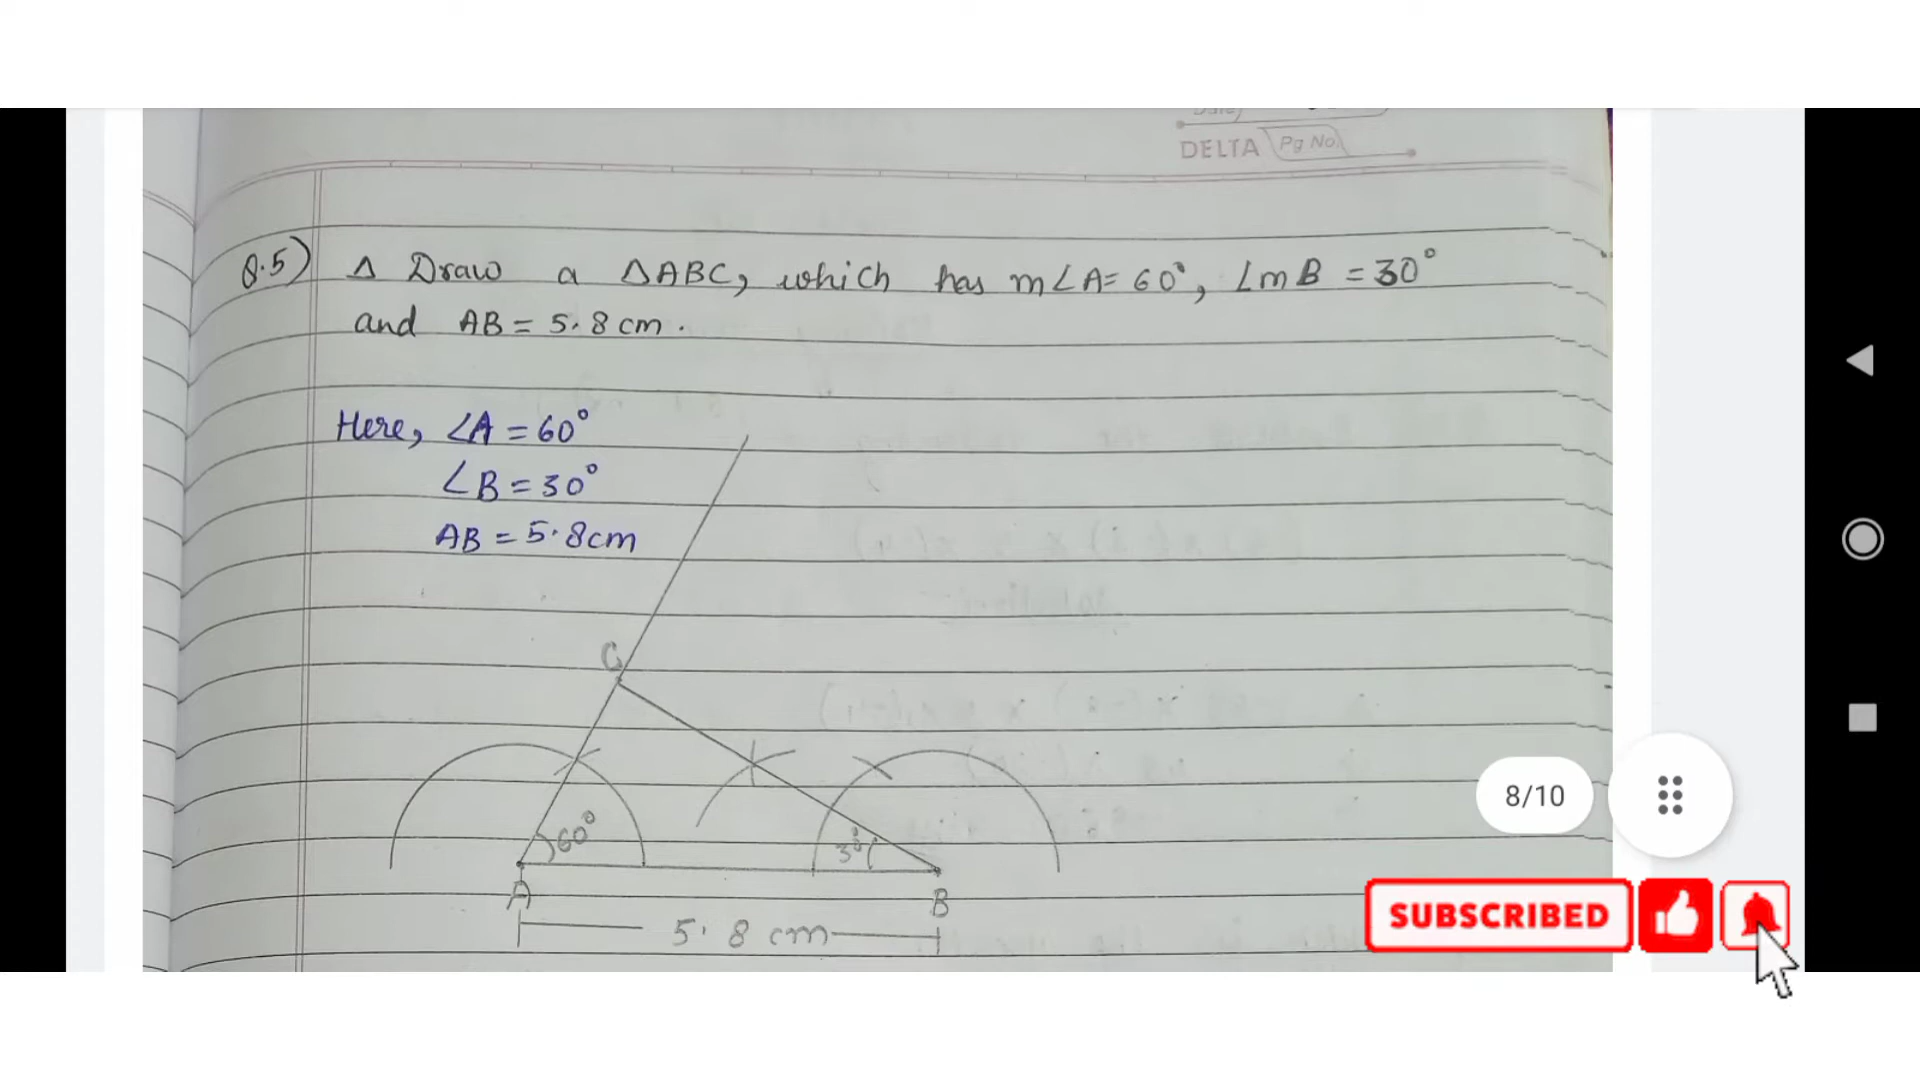 DELTA Pg No.
Q.5) Δ Draw a ΔABC, which has m∠A = 60°, ∠mB = 30°
and AB = 5.8 cm.
Here, ∠A = 60°
∠B = 30°
AB = 5.8cm
C
60°
30°
A
B
5.8 cm
8/10
SUBSCRIBED